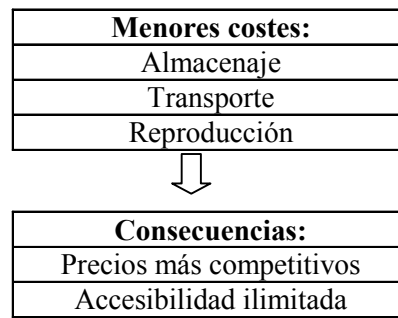 Menores costes:
Almacenaje
Transporte
Reproducción
Consecuencias:
Precios más competitivos
Accesibilidad ilimitada